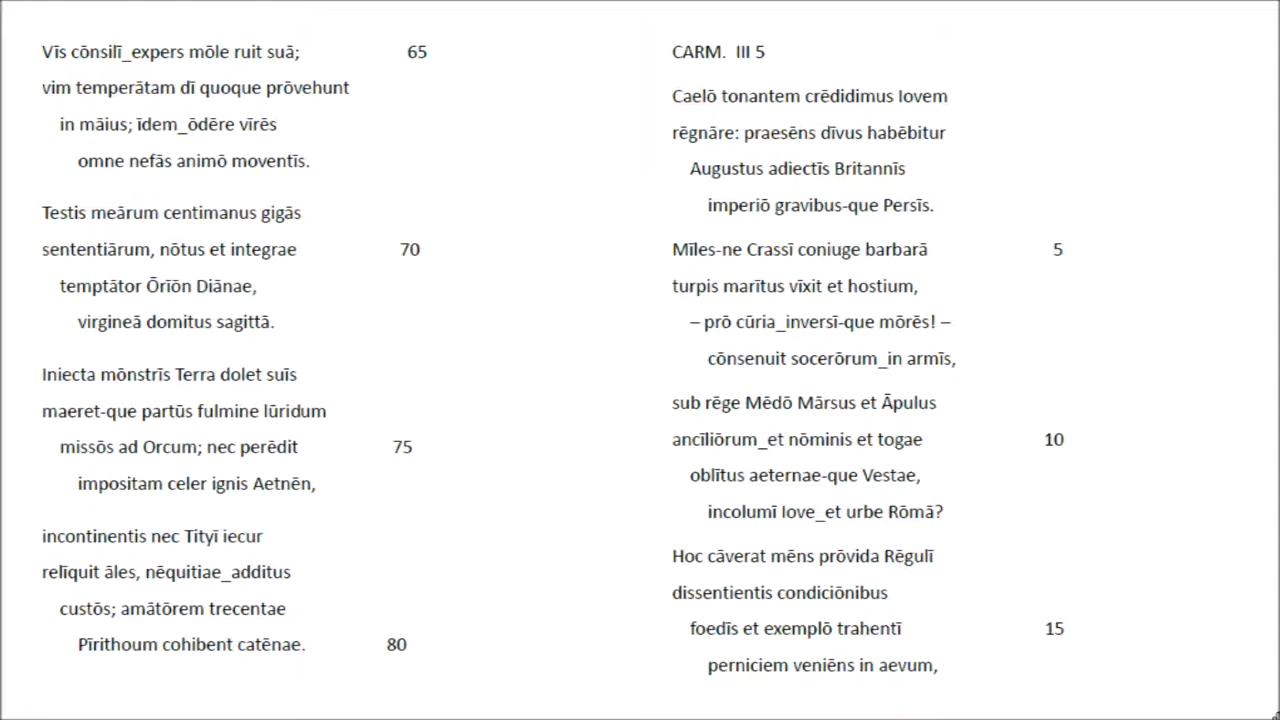 Vīs cōnsilī_expers mōle ruit suā; 65
vim temperātam dī quoque prōvehunt
in māius; īdem_ōdēre vīrēs
omne nefās animō moventīs.
Testis meārum centimanus gigās
sententiārum, nōtus et integrae 70
temptātor Ōrīōn Diānae,
virgineā domitus sagittā.
Iniecta mōnstrīs Terra dolet suīs
maeret-que partūs fulmine lūridum
missōs ad Orcum; nec perēdit 75
impositam celer ignis Aetnēn,
incontinentis nec Tityī iecur
relīquit āles, nēquitiae_additus
custōs; amātōrem trecentae
Pīrithoum cohibent catēnae. 80
CARM. III 5
Caelō tonantem crēdidimus Iovem
rēgnāre: praesēns dīvus habēbitur
Augustus adiectīs Britannīs
imperiō gravibus-que Persīs.
Mīles-ne Crassī coniuge barbarā 5
turpis marītus vīxit et hostium,
– prō cūria_inversī-que mōrēs! –
cōnsenuit socerōrum_in armīs,
sub rēge Mēdō Mārsus et Āpulus
ancīliōrum_et nōminis et togae 10
oblītus aeternae-que Vestae,
incolumī Iove_et urbe Rōmā?
Hoc cāverat mēns prōvida Rēgulī
dissentientis condiciōnibus
foedīs et exemplō trahentī 15
perniciem veniēns in aevum,